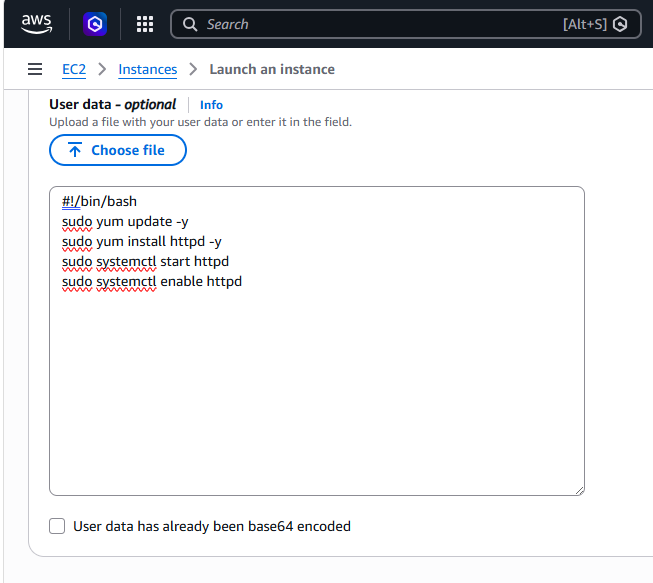 aws
Search
[Alt+S]
EC2 > Instances > Launch an instance
User data - optional | Info
Upload a file with your user data or enter it in the field.
Choose file
#!/bin/bash
sudo yum update -y
sudo yum install httpd -y
sudo systemctl start httpd
sudo systemctl enable httpd
User data has already been base64 encoded